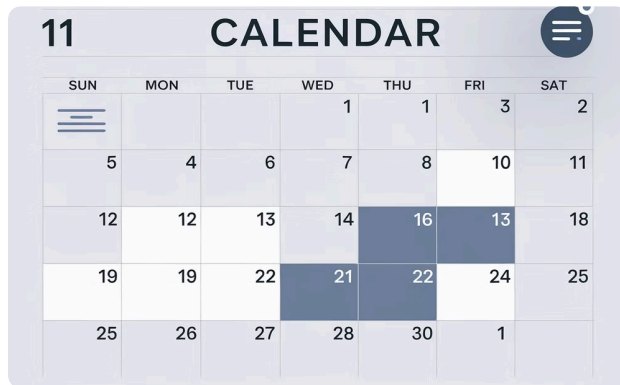 11 CALENDAR
SUN MON TUE WED THU FRI SAT
1 1 3 2
5 4 6 7 8 10 11
12 12 13 14 16 13 18
19 19 22 21 22 24 25
25 26 27 28 30 1